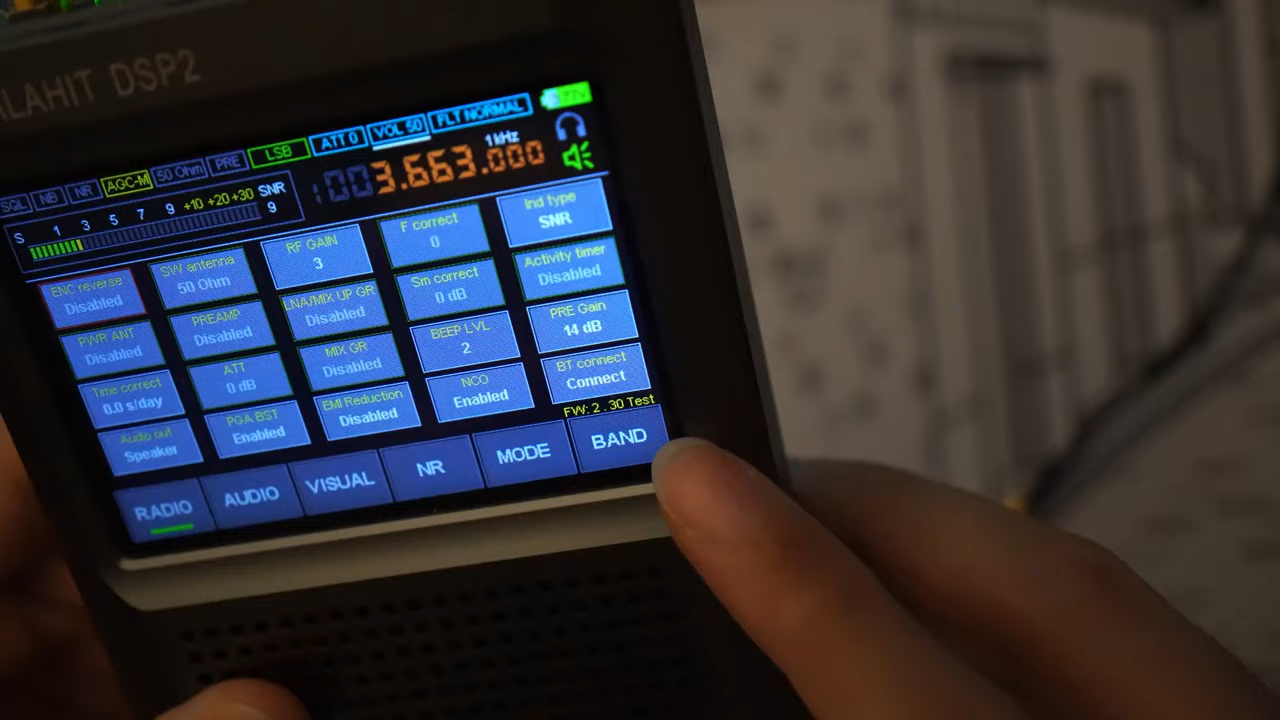 ALAHIT DSP2
SQL NB NR AGC-M 50 Ohm PRE LSB ATT 0 VOL 50 FLT NORMAL
1kHz
3.663.000
S 1 3 5 7 9 +10 +20 +30 SNR
9
ENC reverse
Disabled
SW antenna
50 Ohm
RF GAIN
3
F correct
0
Ind type
SNR
PWR ANT
Disabled
PREAMP
Disabled
LNA/MIX UP GR
Disabled
Sm correct
0 dB
Activity timer
Disabled
Time correct
0.0 s/day
ATT
0 dB
MIX GR
Disabled
BEEP LVL
2
PRE Gain
14 dB
Audio out
Speaker
PGA BST
Enabled
EMI Reduction
Disabled
NCO
Enabled
BT connect
Connect
FW: 2.30 Test
RADIO AUDIO VISUAL NR MODE BAND